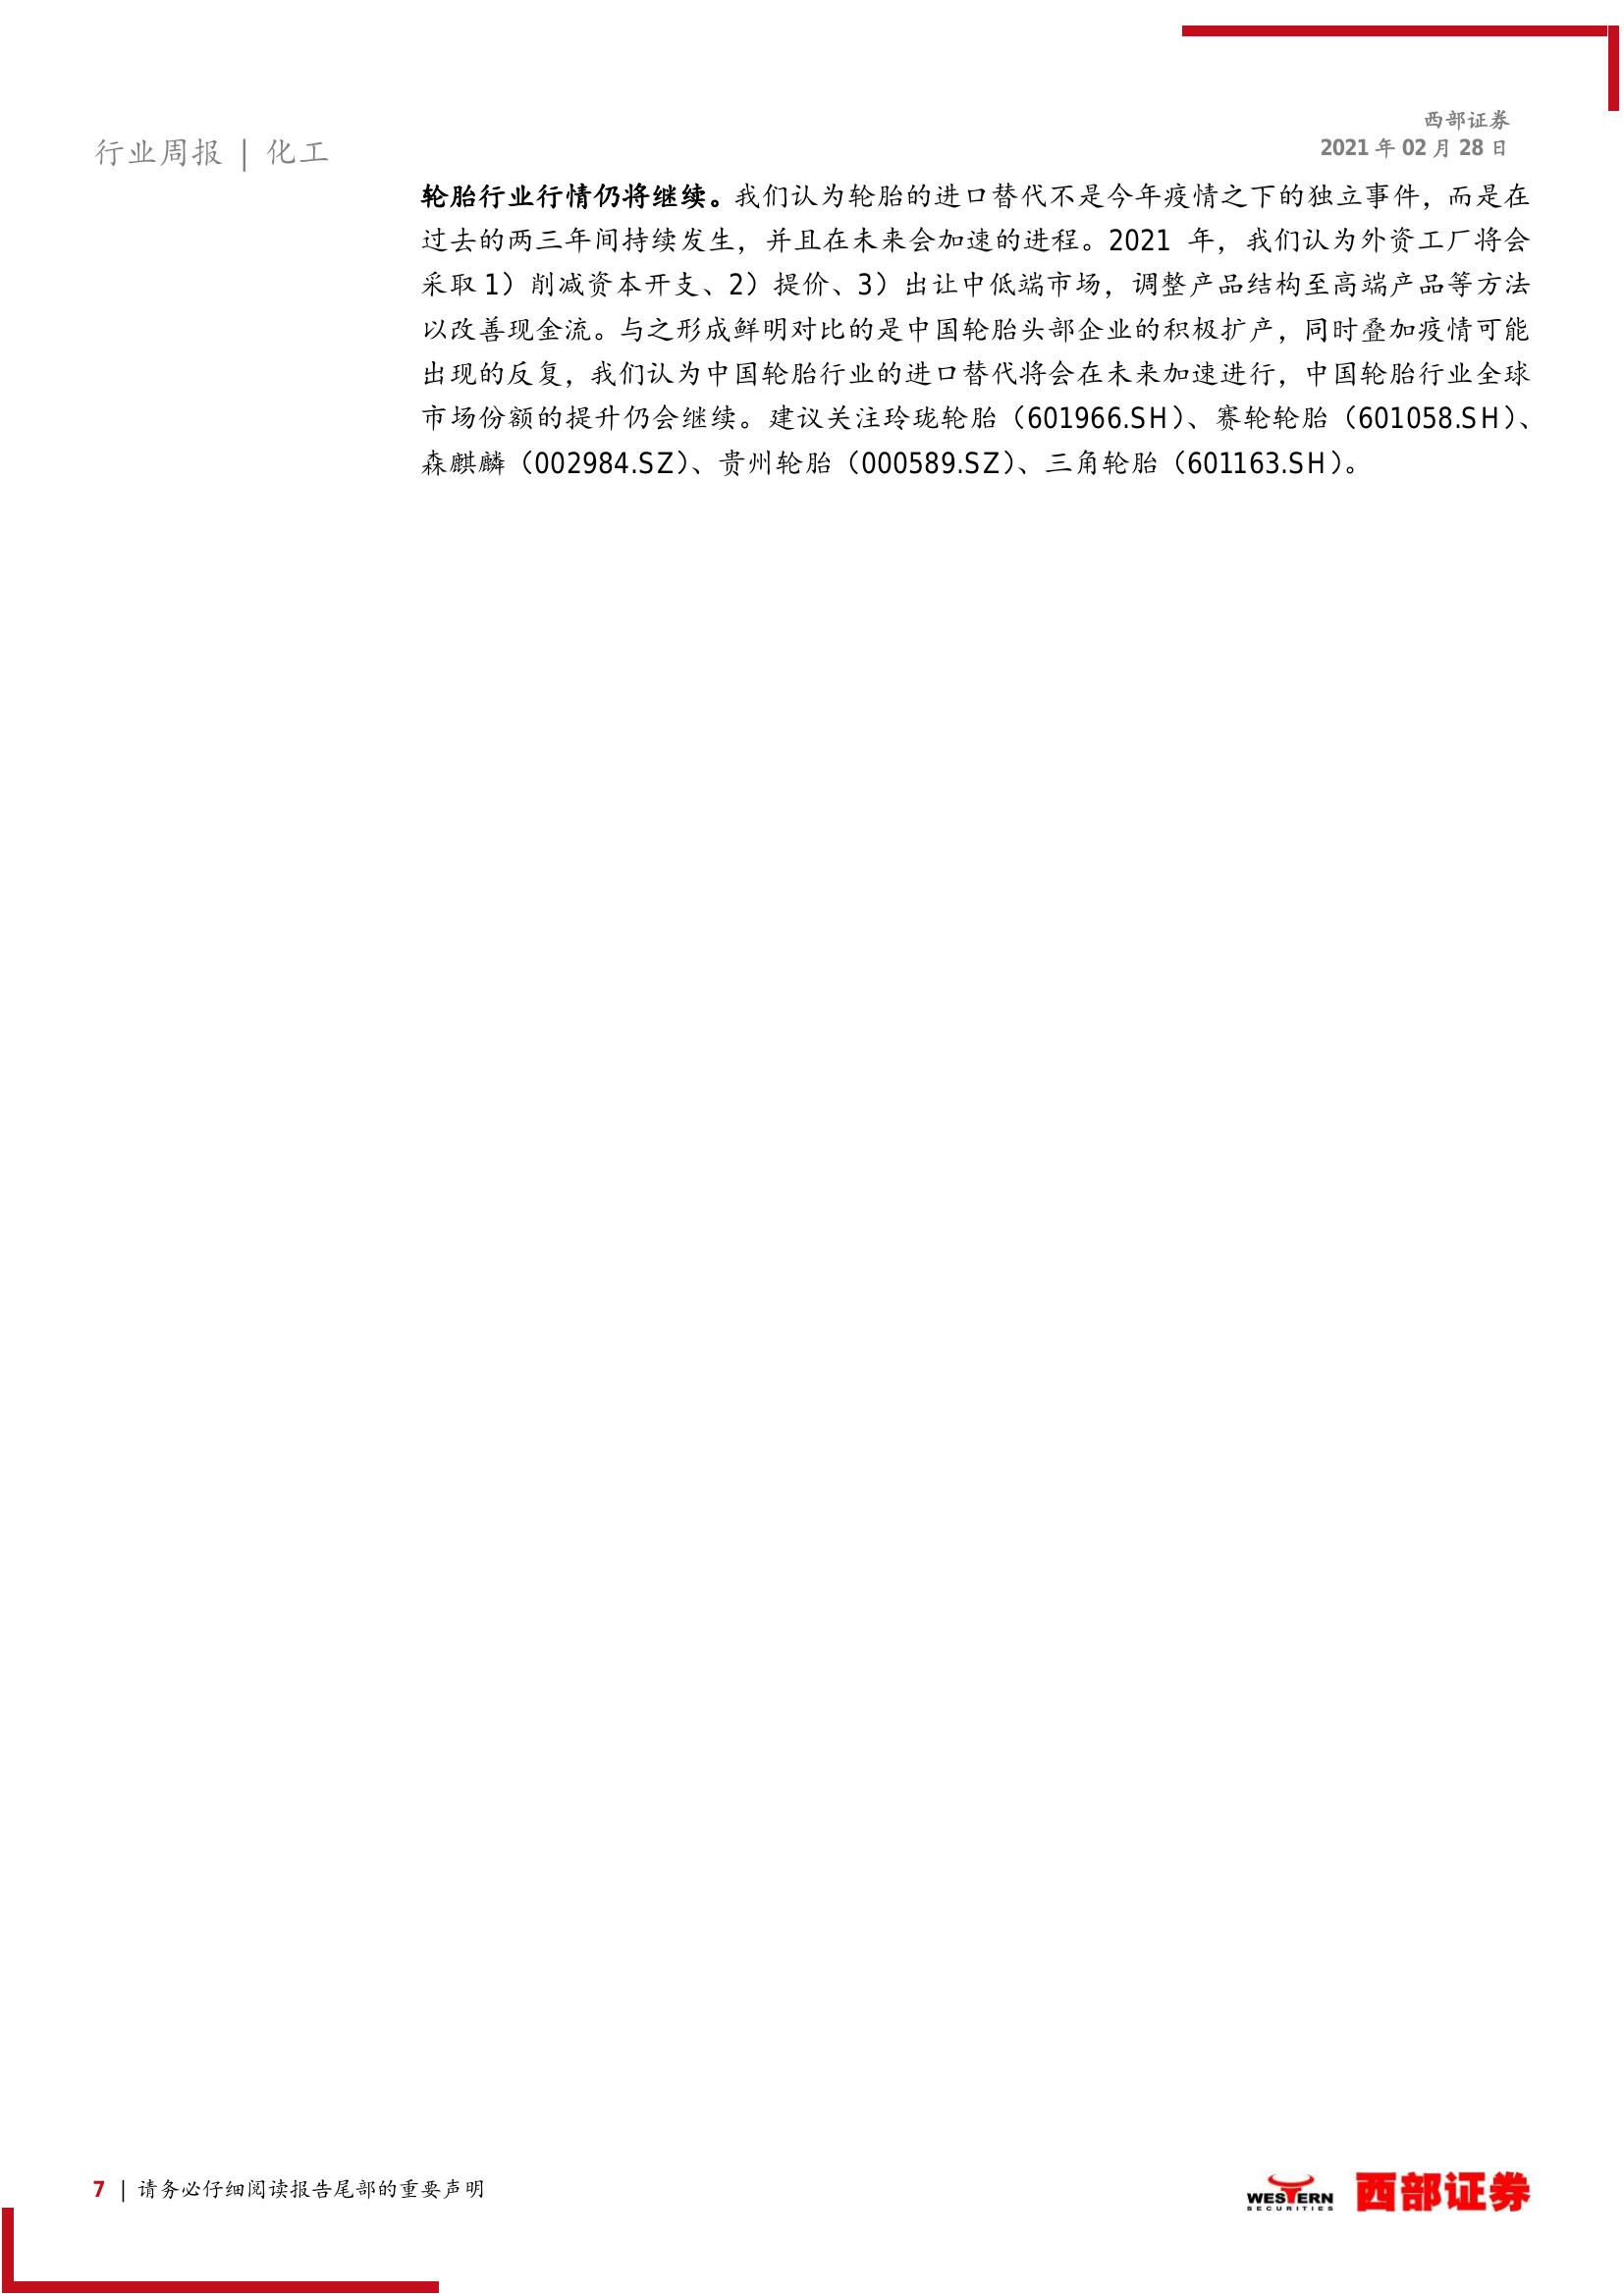 西部证券
2021 年 02 月 28 日
行业周报 | 化工
轮胎行业行情仍将继续。我们认为轮胎的进口替代不是今年疫情之下的独立事件，而是在
过去的两三年间持续发生，并且在未来会加速的进程。2021 年，我们认为外资工厂将会
采取 1）削减资本开支、2）提价、3）出让中低端市场，调整产品结构至高端产品等方法
以改善现金流。与之形成鲜明对比的是中国轮胎头部企业的积极扩产，同时叠加疫情可能
出现的反复，我们认为中国轮胎行业的进口替代将会在未来加速进行，中国轮胎行业全球
市场份额的提升仍会继续。建议关注玲珑轮胎（601966.SH）、赛轮轮胎（601058.SH）、
森麒麟（002984.SZ）、贵州轮胎（000589.SZ）、三角轮胎（601163.SH）。
7 | 请务必仔细阅读报告尾部的重要声明
WESTERN
SECURITIES
西部证券